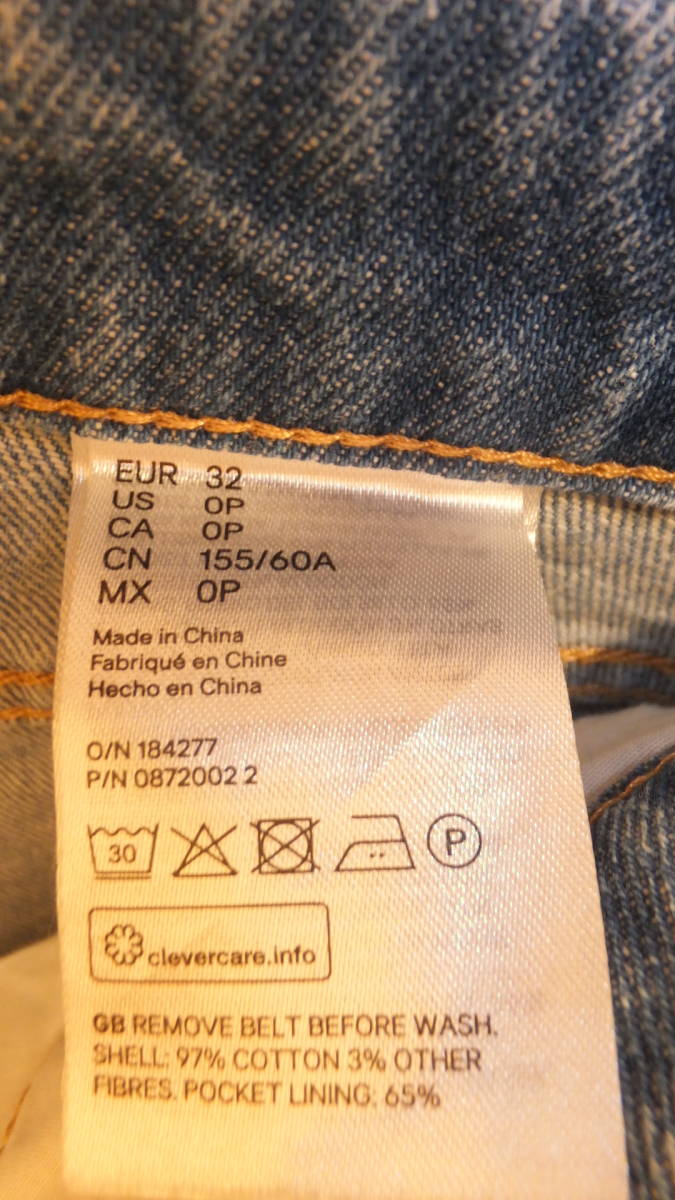 EUR 32
US 0P
CA 0P
CN 155/60A
MX 0P
Made in China
Fabriqué en Chine
Hecho en China
O/N 184277
P/N 0872002 2
30
P
clevercare.info
GB REMOVE BELT BEFORE WASH.
SHELL: 97% COTTON 3% OTHER
FIBRES. POCKET LINING: 65%